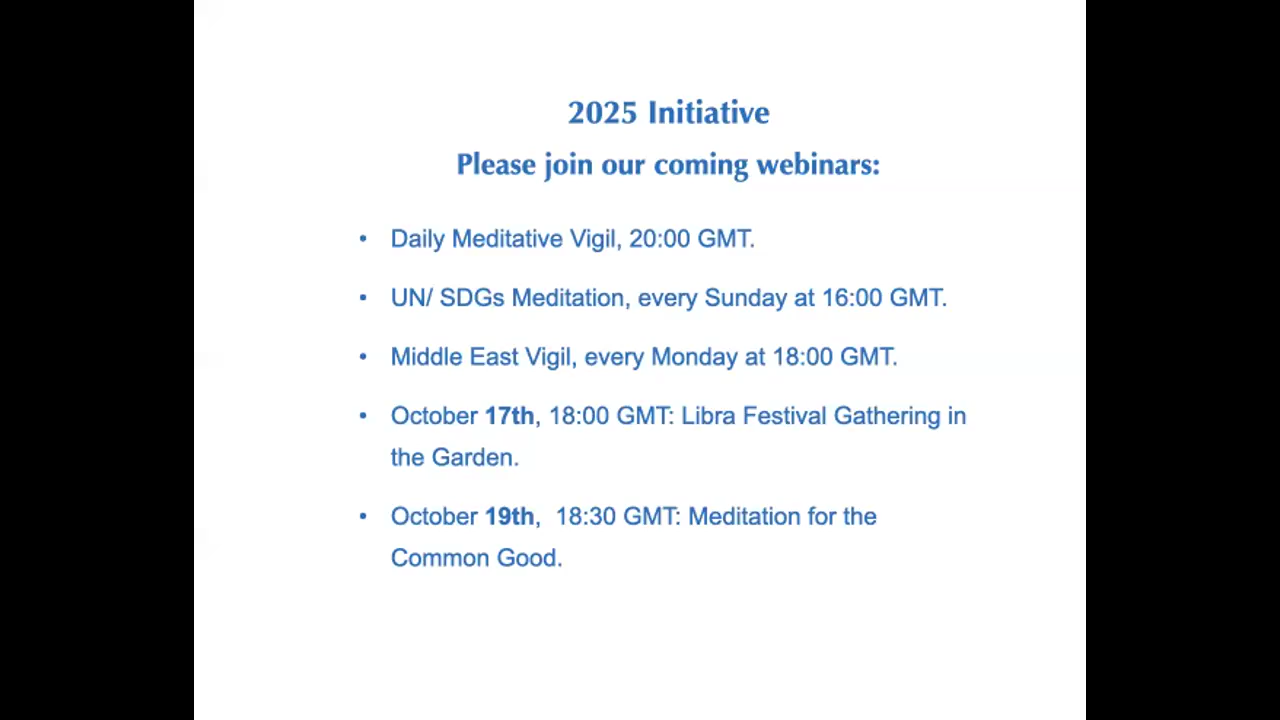 2025 Initiative
Please join our coming webinars:
• Daily Meditative Vigil, 20:00 GMT.
• UN/ SDGs Meditation, every Sunday at 16:00 GMT.
• Middle East Vigil, every Monday at 18:00 GMT.
• October 17th, 18:00 GMT: Libra Festival Gathering in
the Garden.
• October 19th,  18:30 GMT: Meditation for the
Common Good.